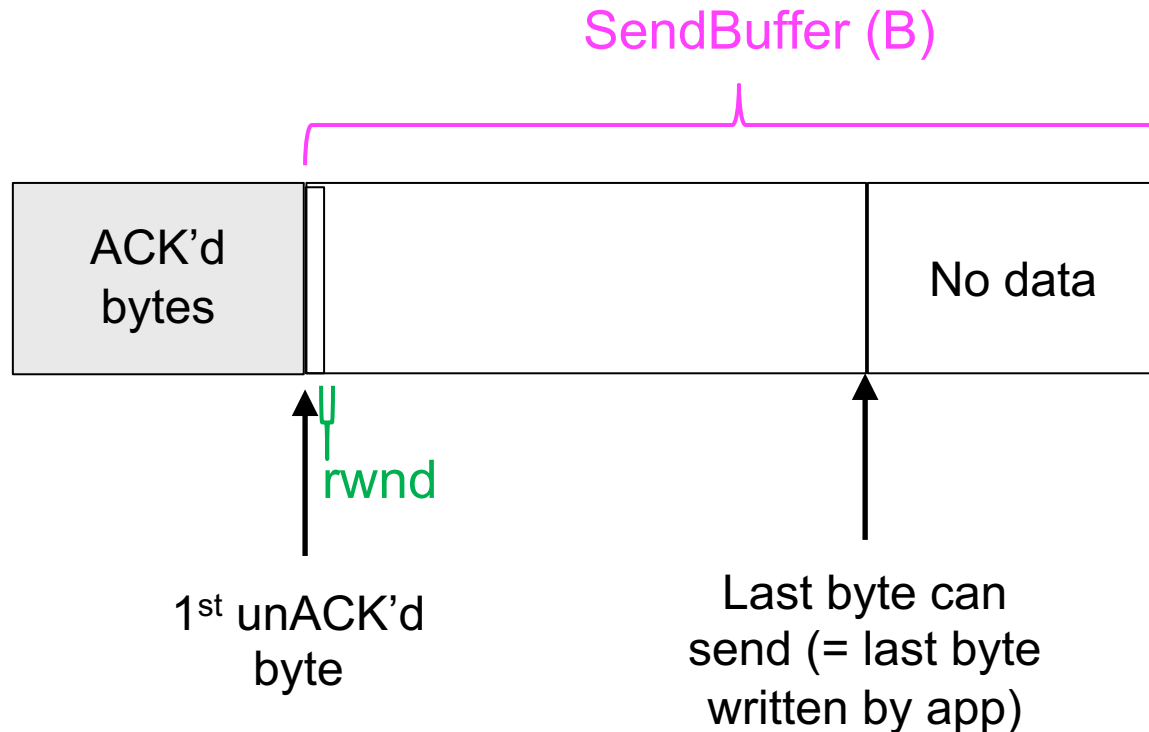 SendBuffer (B)
ACK’d
bytes
No data
rwnd
1st unACK’d
byte
Last byte can
send (= last byte
written by app)